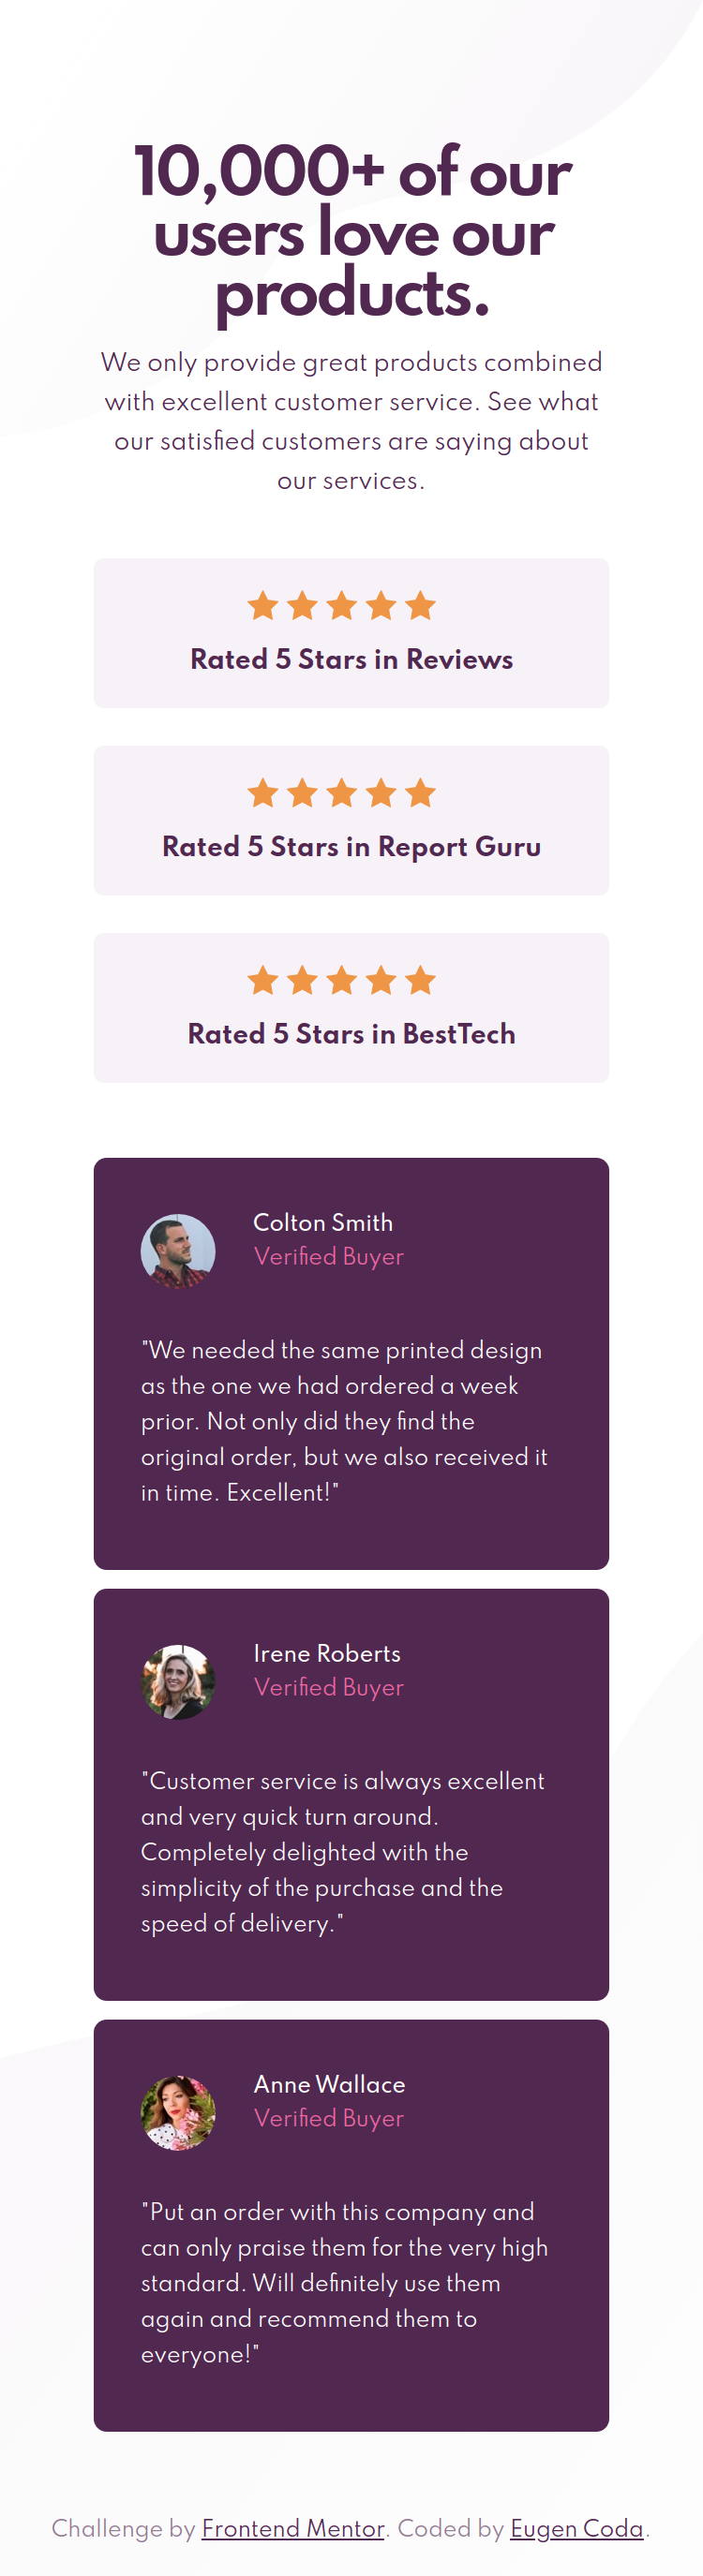 10,000+ of our
users love our
products.
We only provide great products combined
with excellent customer service. See what
our satisfied customers are saying about
our services.
Rated 5 Stars in Reviews
Rated 5 Stars in Report Guru
Rated 5 Stars in BestTech
Colton Smith
Verified Buyer
"We needed the same printed design
as the one we had ordered a week
prior. Not only did they find the
original order, but we also received it
in time. Excellent!"
Irene Roberts
Verified Buyer
"Customer service is always excellent
and very quick turn around.
Completely delighted with the
simplicity of the purchase and the
speed of delivery."
Anne Wallace
Verified Buyer
"Put an order with this company and
can only praise them for the very high
standard. Will definitely use them
again and recommend them to
everyone!"
Challenge by Frontend Mentor. Coded by Eugen Coda.